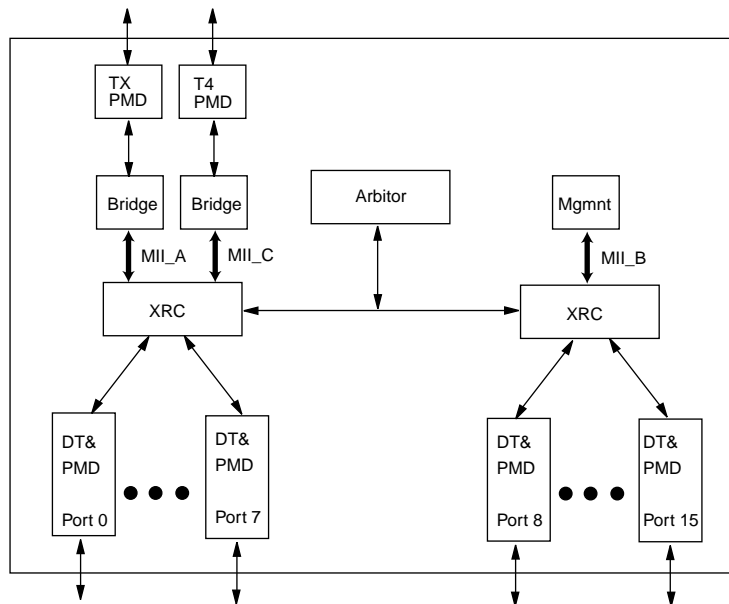 TX
PMD
T4
PMD
Bridge
Bridge
Arbitor
Mgmnt
MII_A
MII_C
MII_B
XRC
XRC
DT&
PMD
Port 0
DT&
PMD
Port 7
DT&
PMD
Port 8
DT&
PMD
Port 15